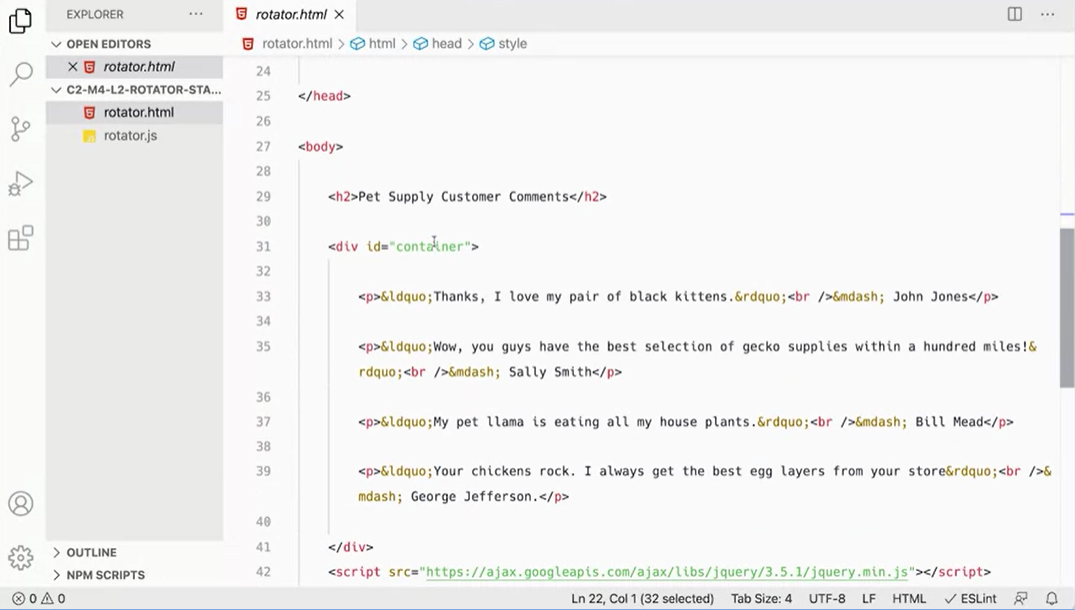 EXPLORER
rotator.html
OPEN EDITORS
rotator.html > html > head > style
rotator.html
C2-M4-L2-ROTATOR-STA...
rotator.html
rotator.js
24
25 </head>
26
27 <body>
28
29 <h2>Pet Supply Customer Comments</h2>
30
31 <div id="container">
32
33 <p>&ldquo;Thanks, I love my pair of black kittens.&rdquo;<br />&mdash; John Jones</p>
34
35 <p>&ldquo;Wow, you guys have the best selection of gecko supplies within a hundred miles!&
rdquo;<br />&mdash; Sally Smith</p>
36
37 <p>&ldquo;My pet llama is eating all my house plants.&rdquo;<br />&mdash; Bill Mead</p>
38
39 <p>&ldquo;Your chickens rock. I always get the best egg layers from your store&rdquo;<br />&
mdash; George Jefferson.</p>
40
41 </div>
42 <script src="https://ajax.googleapis.com/ajax/libs/jquery/3.5.1/jquery.min.js"></script>
OUTLINE
NPM SCRIPTS
0 0
Ln 22, Col 1 (32 selected) Tab Size: 4 UTF-8 LF HTML ESLint